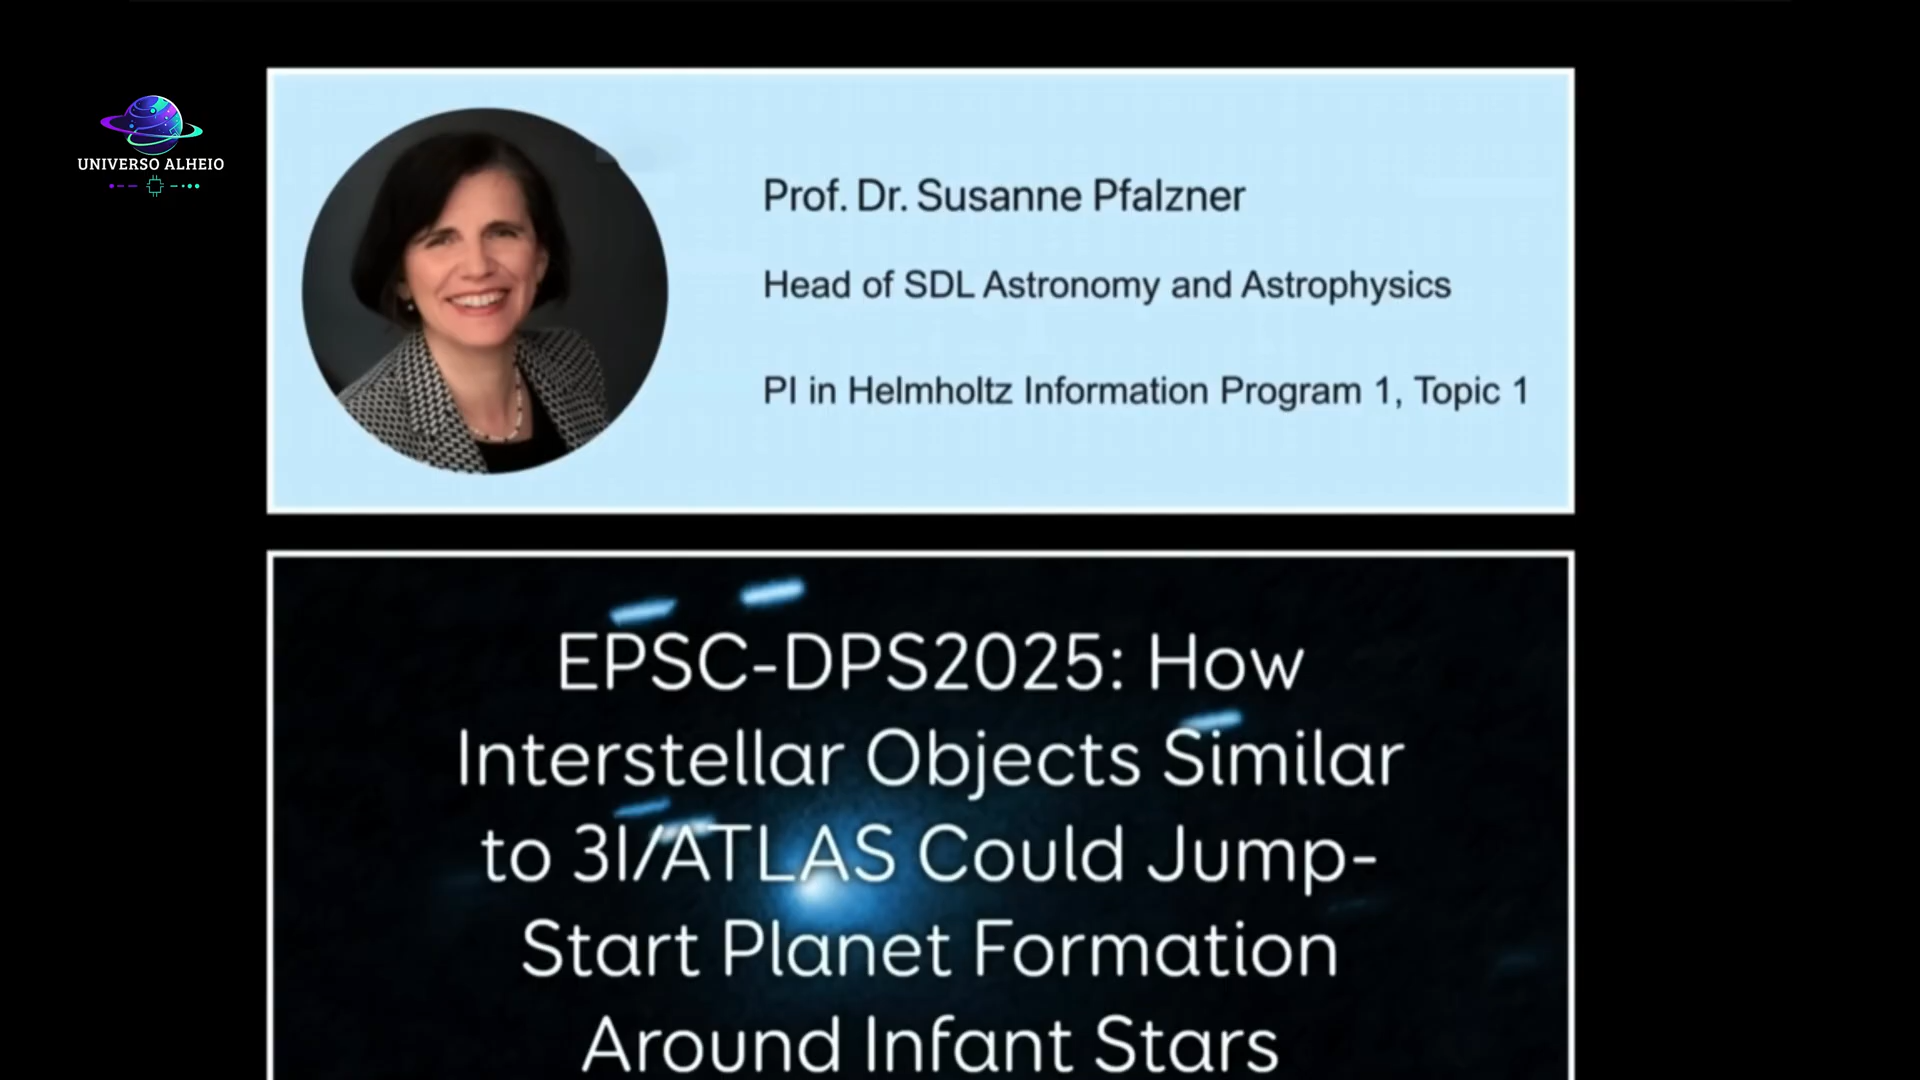 UNIVERSO ALHEIO
Prof. Dr. Susanne Pfalzner
Head of SDL Astronomy and Astrophysics
PI in Helmholtz Information Program 1, Topic 1
EPSC-DPS2025: How
Interstellar Objects Similar
to 3I/ATLAS Could Jump-
Start Planet Formation
Around Infant Stars